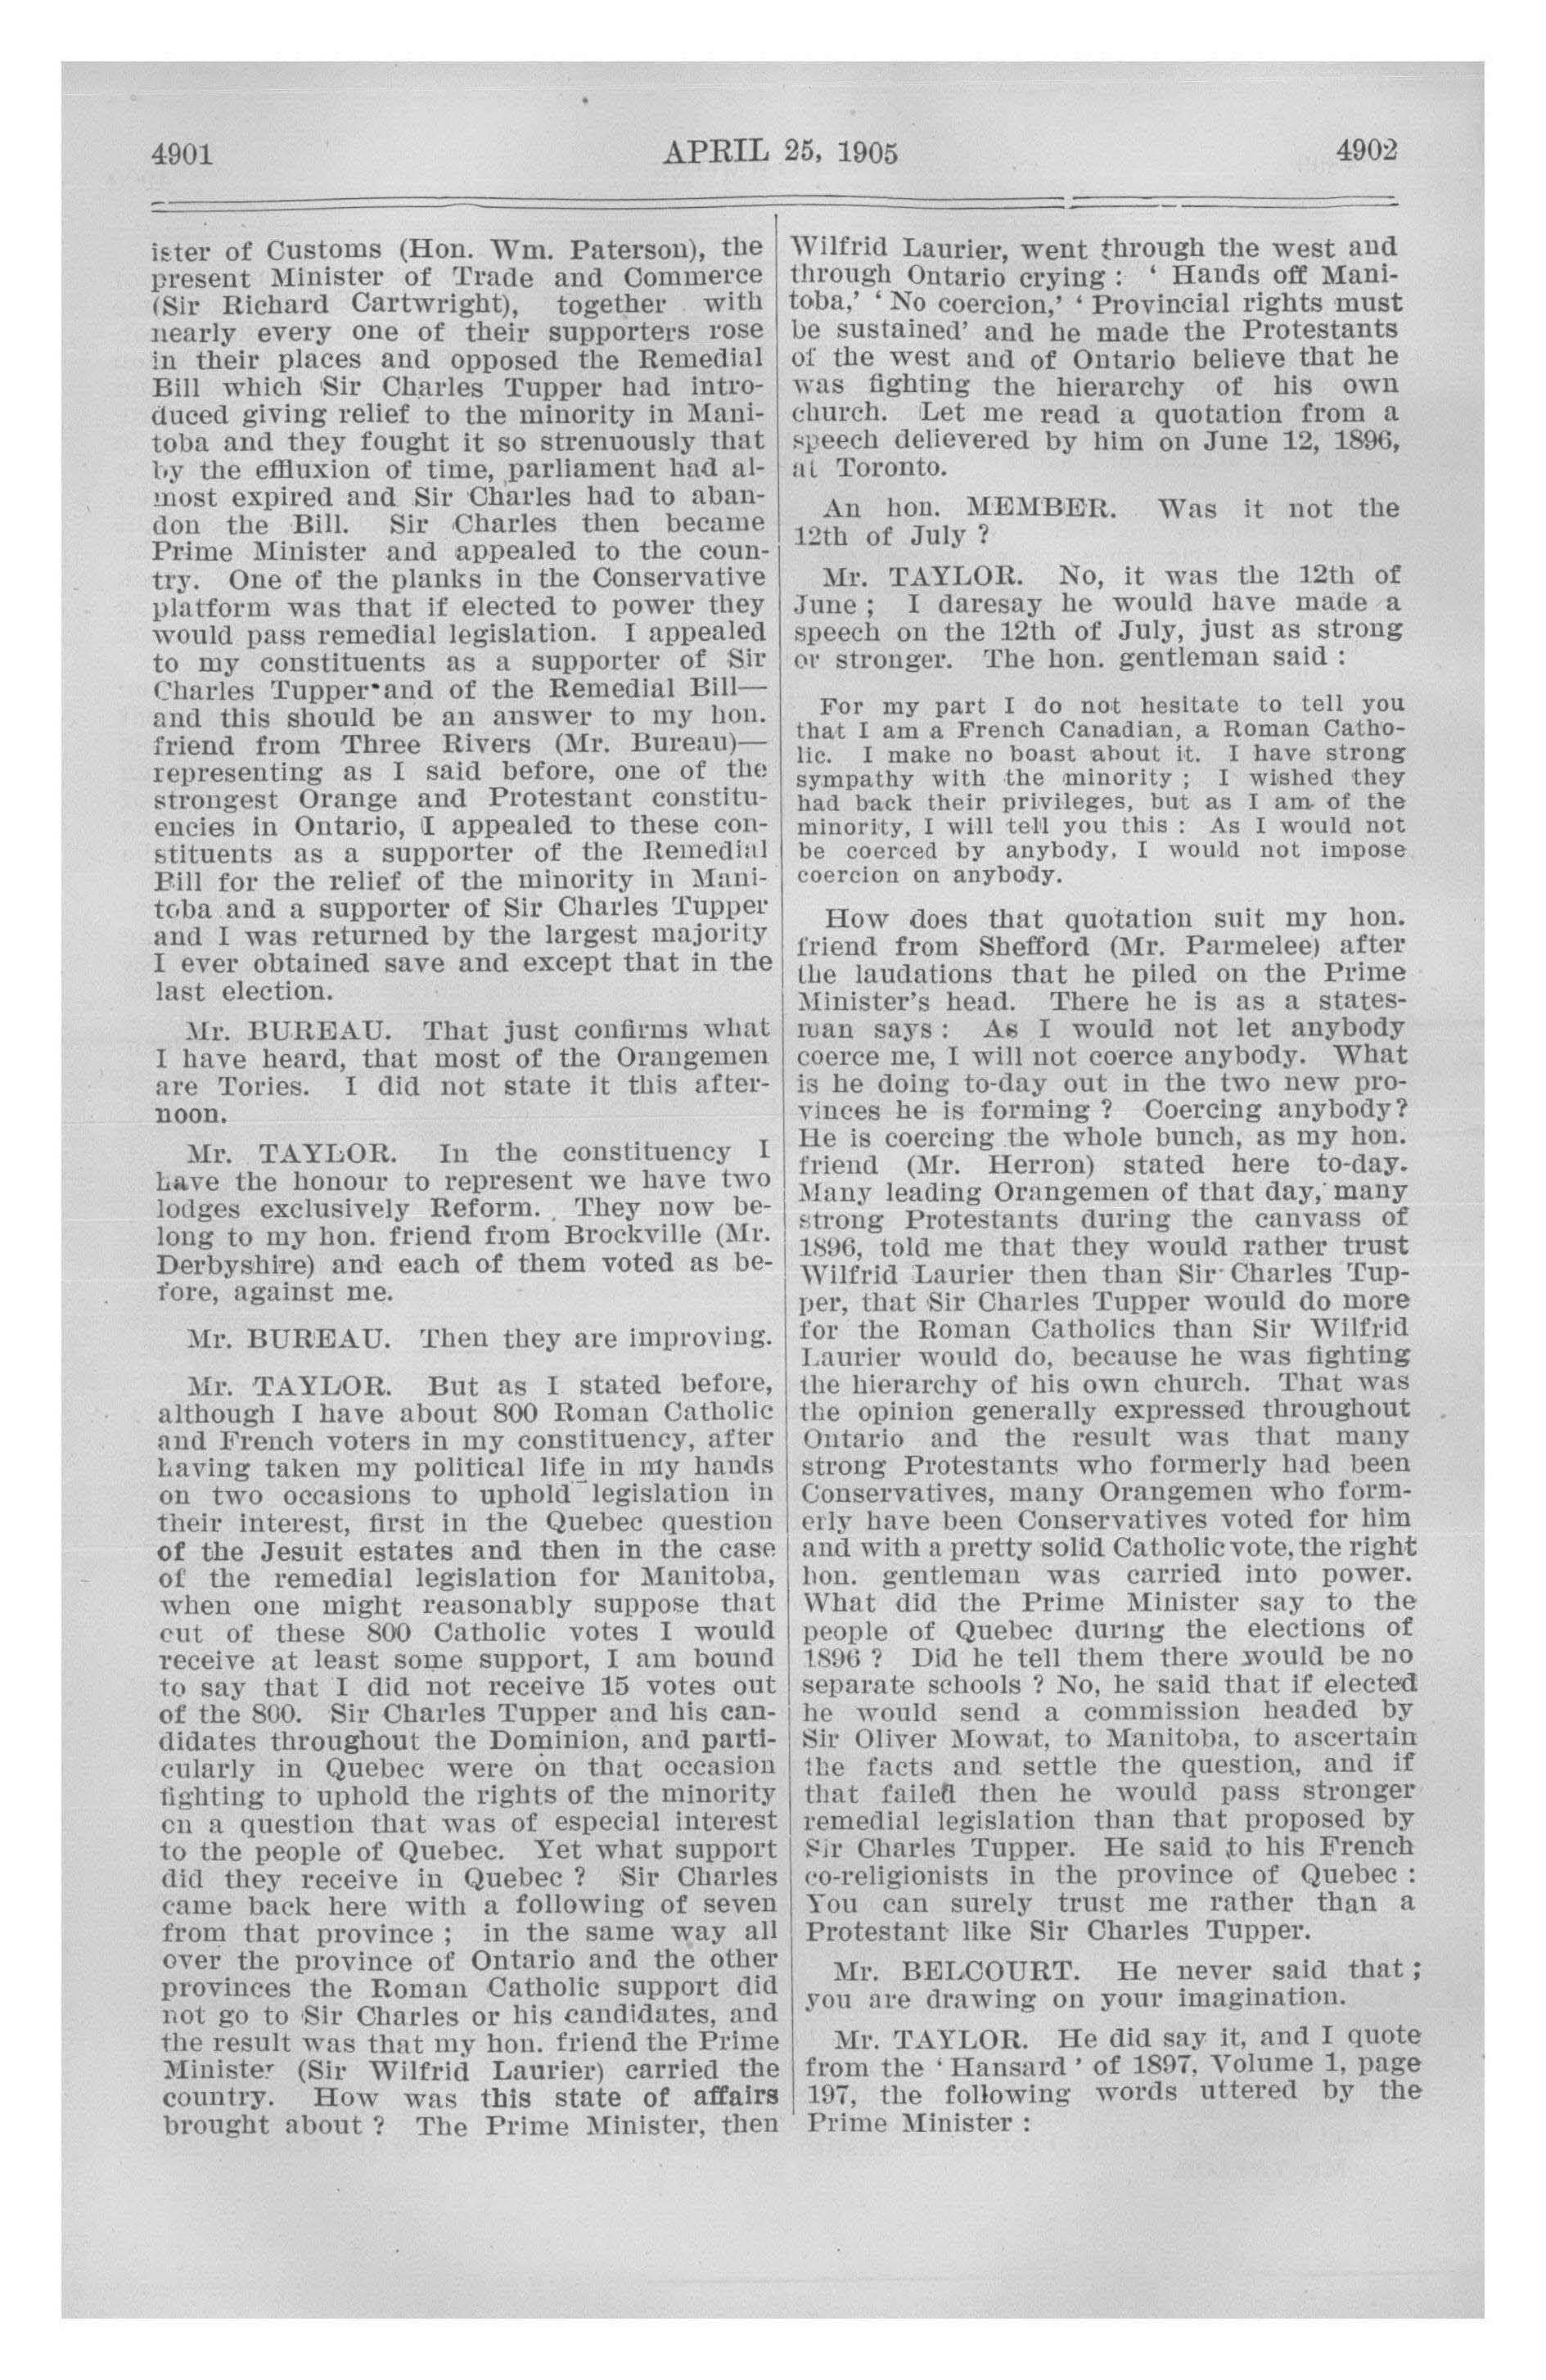 4901 APRIL 25, 1905 4902
ister of Customs (Hon. Wm. Paterson), the
present Minister of Trade and Commerce
(Sir Richard Cartwright), together with
nearly every one of their supporters rose
in their places and opposed the Remedial
Bill which Sir Charles Tupper had intro-
duced giving relief to the minority in Mani-
toba and they fought it so strenuously that
by the effluxion of time, parliament had al-
most expired and Sir Charles had to aban-
don the Bill. Sir Charles then became
Prime Minister and appealed to the coun-
try. One of the planks in the Conservative
platform was that if elected to power they
would pass remedial legislation. I appealed
to my constituents as a supporter of Sir
Charles Tupper and of the Remedial Bill—
and this should be an answer to my hon.
friend from Three Rivers (Mr. Bureau)—
representing as I said before, one of the
strongest Orange and Protestant constitu-
encies in Ontario, I appealed to these con-
stituents as a supporter of the Remedial
Bill for the relief of the minority in Mani-
toba and a supporter of Sir Charles Tupper
and I was returned by the largest majority
I ever obtained save and except that in the
last election.
Mr. BUREAU. That just confirms what
I have heard, that most of the Orangemen
are Tories. I did not state it this after-
noon.
Mr. TAYLOR. In the constituency I
have the honour to represent we have two
lodges exclusively Reform. They now be-
long to my hon. friend from Brockville (Mr.
Derbyshire) and each of them voted as be-
fore, against me.
Mr. BUREAU. Then they are improving.
Mr. TAYLOR. But as I stated before,
although I have about 800 Roman Catholic
and French voters in my constituency, after
having taken my political life in my hands
on two occasions to uphold legislation in
their interest, first in the Quebec question
of the Jesuit estates and then in the case
of the remedial legislation for Manitoba,
when one might reasonably suppose that
out of these 800 Catholic votes I would
receive at least some support, I am bound
to say that I did not receive 15 votes out
of the 800. Sir Charles Tupper and his can-
didates throughout the Dominion, and parti-
cularly in Quebec were on that occasion
fighting to uphold the rights of the minority
on a question that was of especial interest
to the people of Quebec. Yet what support
did they receive in Quebec ? Sir Charles
came back here with a following of seven
from that province ; in the same way all
over the province of Ontario and the other
provinces the Roman Catholic support did
not go to Sir Charles or his candidates, and
the result was that my hon. friend the Prime
Minister (Sir Wilfrid Laurier) carried the
country. How was this state of affairs
brought about ? The Prime Minister, then
Wilfrid Laurier, went through the west and
through Ontario crying : ' Hands off Mani-
toba,' ' No coercion,' ' Provincial rights must
be sustained' and he made the Protestants
of the west and of Ontario believe that he
was fighting the hierarchy of his own
church. Let me read a quotation from a
speech delievered by him on June 12, 1896,
at Toronto.
An hon. MEMBER. Was it not the
12th of July ?
Mr. TAYLOR. No, it was the 12th of
June ; I daresay he would have made a
speech on the 12th of July, just as strong
or stronger. The hon. gentleman said :
For my part I do not hesitate to tell you
that I am a French Canadian, a Roman Catho-
lic. I make no boast about it. I have strong
sympathy with the minority ; I wished they
had back their privileges, but as I am of the
minority, I will tell you this : As I would not
be coerced by anybody, I would not impose
coercion on anybody.
How does that quotation suit my hon.
friend from Shefford (Mr. Parmelee) after
the laudations that he piled on the Prime
Minister's head. There he is as a states-
man says : As I would not let anybody
coerce me, I will not coerce anybody. What
is he doing to-day out in the two new pro-
vinces he is forming ? Coercing anybody?
He is coercing the whole bunch, as my hon.
friend (Mr. Herron) stated here to-day.
Many leading Orangemen of that day, many
strong Protestants during the canvass of
1896, told me that they would rather trust
Wilfrid Laurier then than Sir Charles Tup-
per, that Sir Charles Tupper would do more
for the Roman Catholics than Sir Wilfrid
Laurier would do, because he was fighting
the hierarchy of his own church. That was
the opinion generally expressed throughout
Ontario and the result was that many
strong Protestants who formerly had been
Conservatives, many Orangemen who form-
erly have been Conservatives voted for him
and with a pretty solid Catholic vote, the right
hon. gentleman was carried into power.
What did the Prime Minister say to the
people of Quebec during the elections of
1896 ? Did he tell them there would be no
separate schools ? No, he said that if elected
he would send a commission headed by
Sir Oliver Mowat, to Manitoba, to ascertain
the facts and settle the question, and if
that failed then he would pass stronger
remedial legislation than that proposed by
Sir Charles Tupper. He said to his French
co-religionists in the province of Quebec :
You can surely trust me rather than a
Protestant like Sir Charles Tupper.
Mr. BELCOURT. He never said that ;
you are drawing on your imagination.
Mr. TAYLOR. He did say it, and I quote
from the ' Hansard ' of 1897, Volume 1, page
197, the following words uttered by the
Prime Minister :